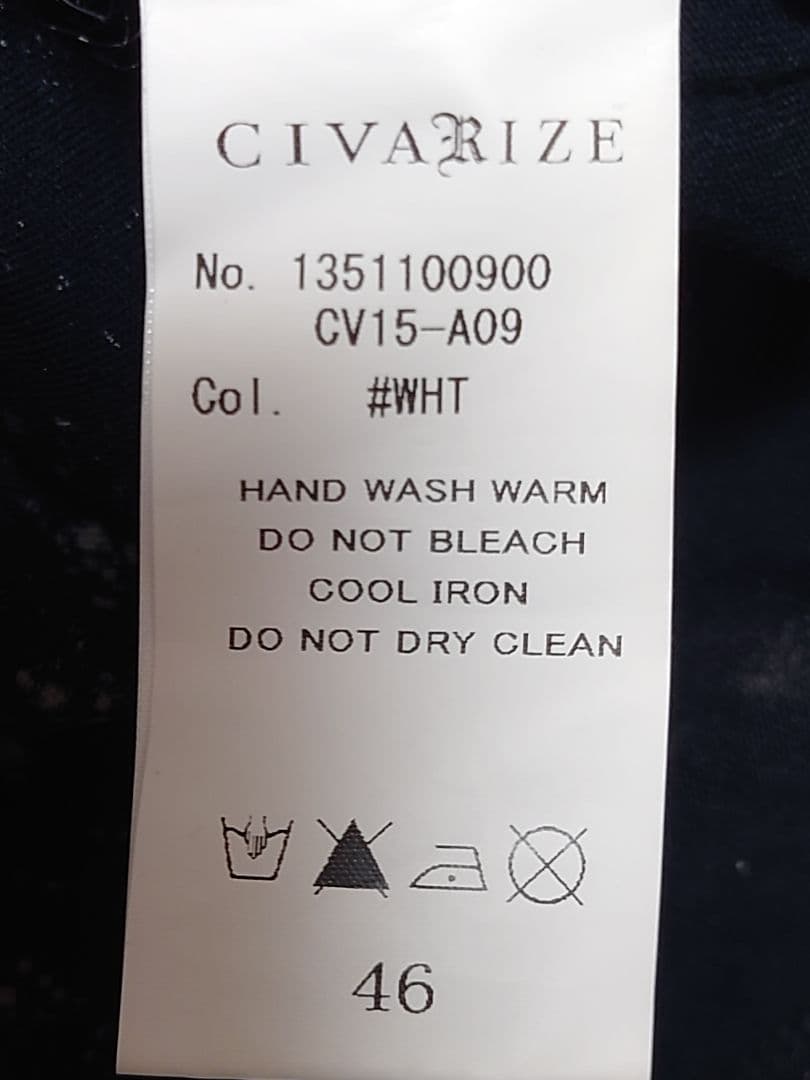 CIVARIZE
No. 1351100900
CV15-A09
Col. #WHT
HAND WASH WARM
DO NOT BLEACH
COOL IRON
DO NOT DRY CLEAN
46